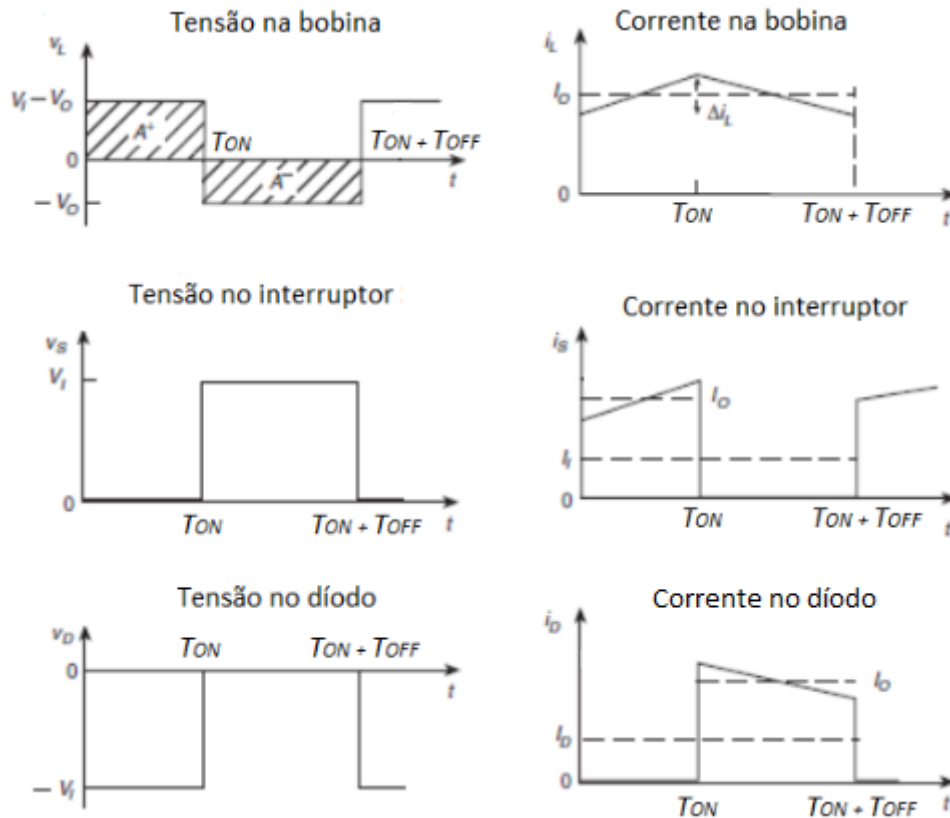 Tensão na bobina
v_L
V_I – V_O
A⁺
T_ON
T_ON + T_OFF
0
A⁻
t
– V_O
Corrente na bobina
i_L
I_O
Δi_L
0
T_ON
T_ON + T_OFF
t
Tensão no interruptor
v_S
V_I
0
T_ON
T_ON + T_OFF
t
Corrente no interruptor
i_S
I_O
I_I
0
T_ON
T_ON + T_OFF
t
Tensão no díodo
v_D
T_ON
T_ON + T_OFF
0
t
– V_I
Corrente no díodo
i_D
I_O
I_D
0
T_ON
T_ON + T_OFF
t